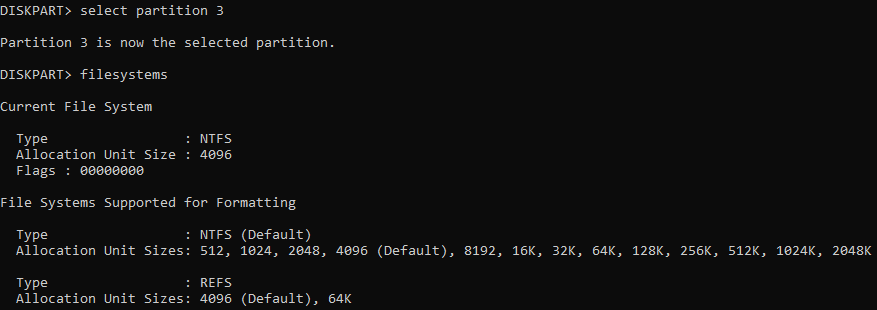 DISKPART> select partition 3
Partition 3 is now the selected partition.
DISKPART> filesystems
Current File System
Type : NTFS
Allocation Unit Size : 4096
Flags : 00000000
File Systems Supported for Formatting
Type : NTFS (Default)
Allocation Unit Sizes: 512, 1024, 2048, 4096 (Default), 8192, 16K, 32K, 64K, 128K, 256K, 512K, 1024K, 2048K
Type : REFS
Allocation Unit Sizes: 4096 (Default), 64K